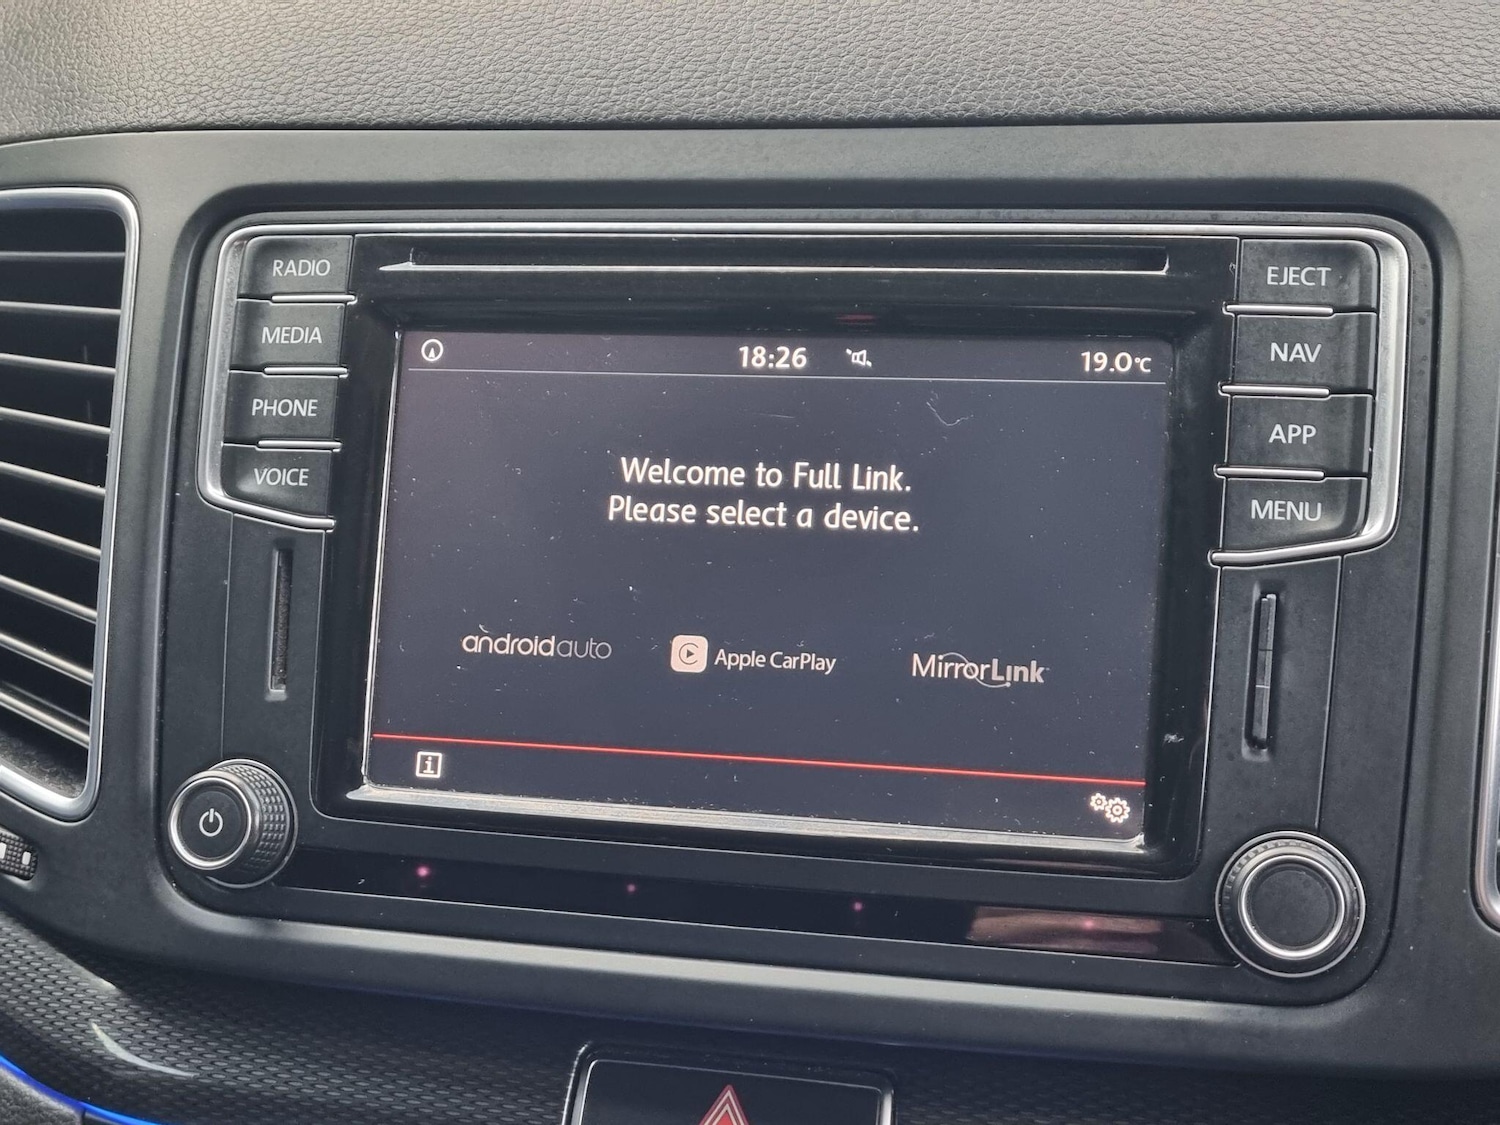 RADIO
EJECT
MEDIA
18:26
19.0°C
NAV
PHONE
APP
VOICE
Welcome to Full Link.
Please select a device.
MENU
androidauto
Apple CarPlay
MirrorLink
i